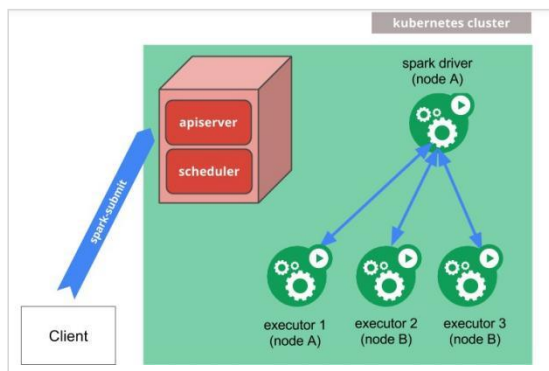 kubernetes cluster
spark driver
(node A)
apiserver
scheduler
spark-submit
executor 1
(node A)
executor 2
(node B)
executor 3
(node B)
Client